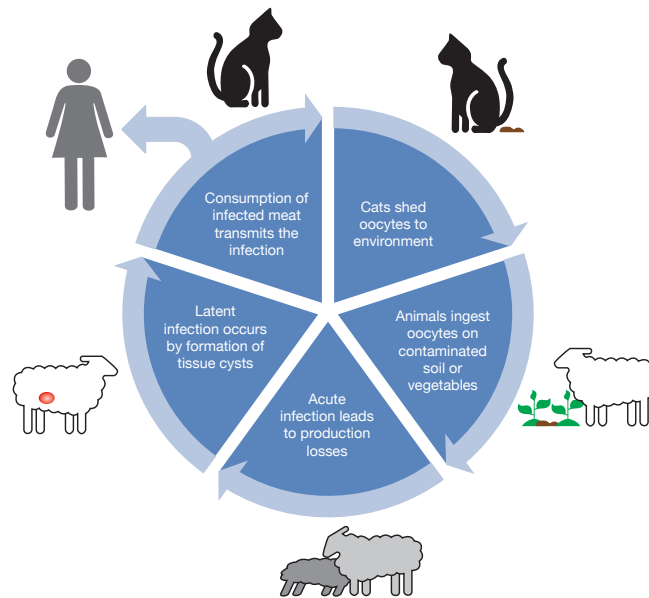 Consumption of
infected meat
transmits the
infection
Cats shed
oocytes to
environment
Animals ingest
oocytes on
contaminated
soil or
vegetables
Acute
infection leads
to production
losses
Latent
infection occurs
by formation of
tissue cysts